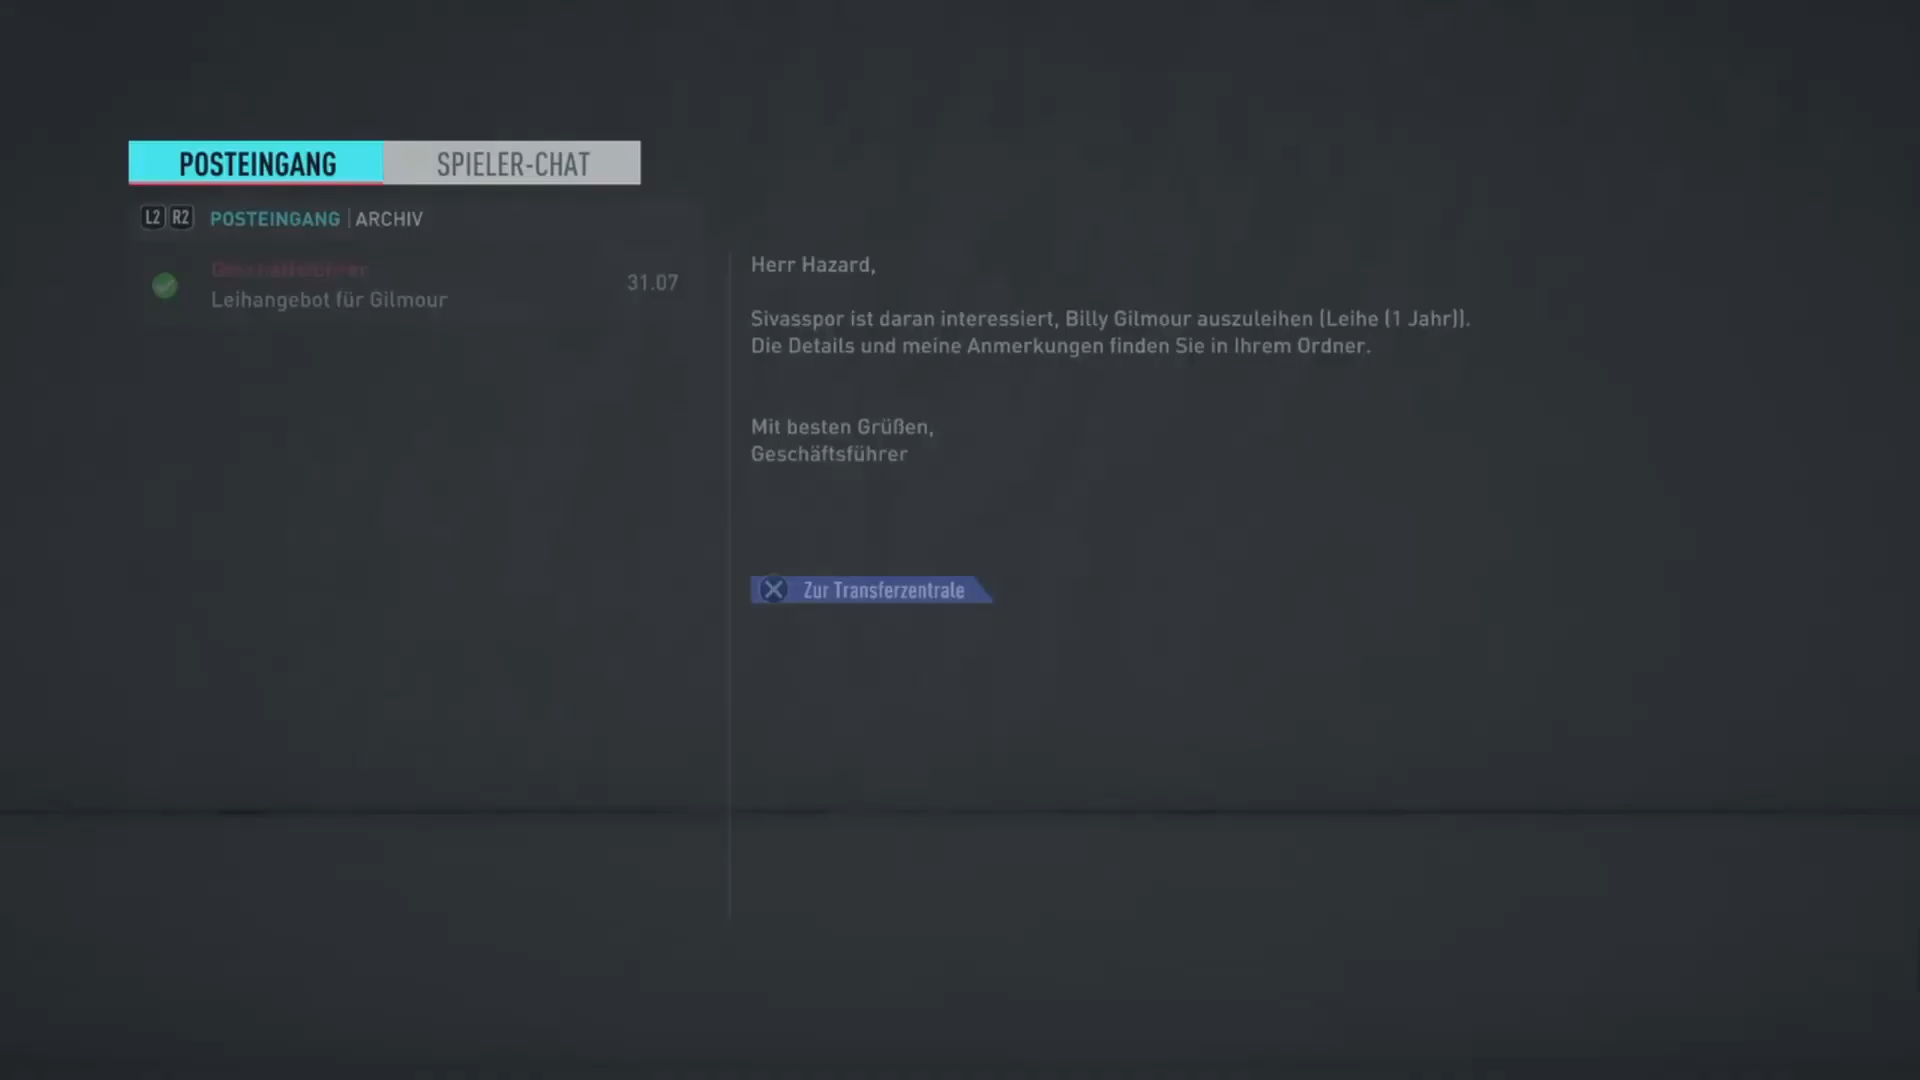 POSTEINGANG
SPIELER-CHAT
L2 R2 POSTEINGANG | ARCHIV
Geschäftsführer
Leihangebot für Gilmour
31.07
Herr Hazard,
Sivasspor ist daran interessiert, Billy Gilmour auszuleihen (Leihe (1 Jahr)).
Die Details und meine Anmerkungen finden Sie in Ihrem Ordner.
Mit besten Grüßen,
Geschäftsführer
Zur Transferzentrale